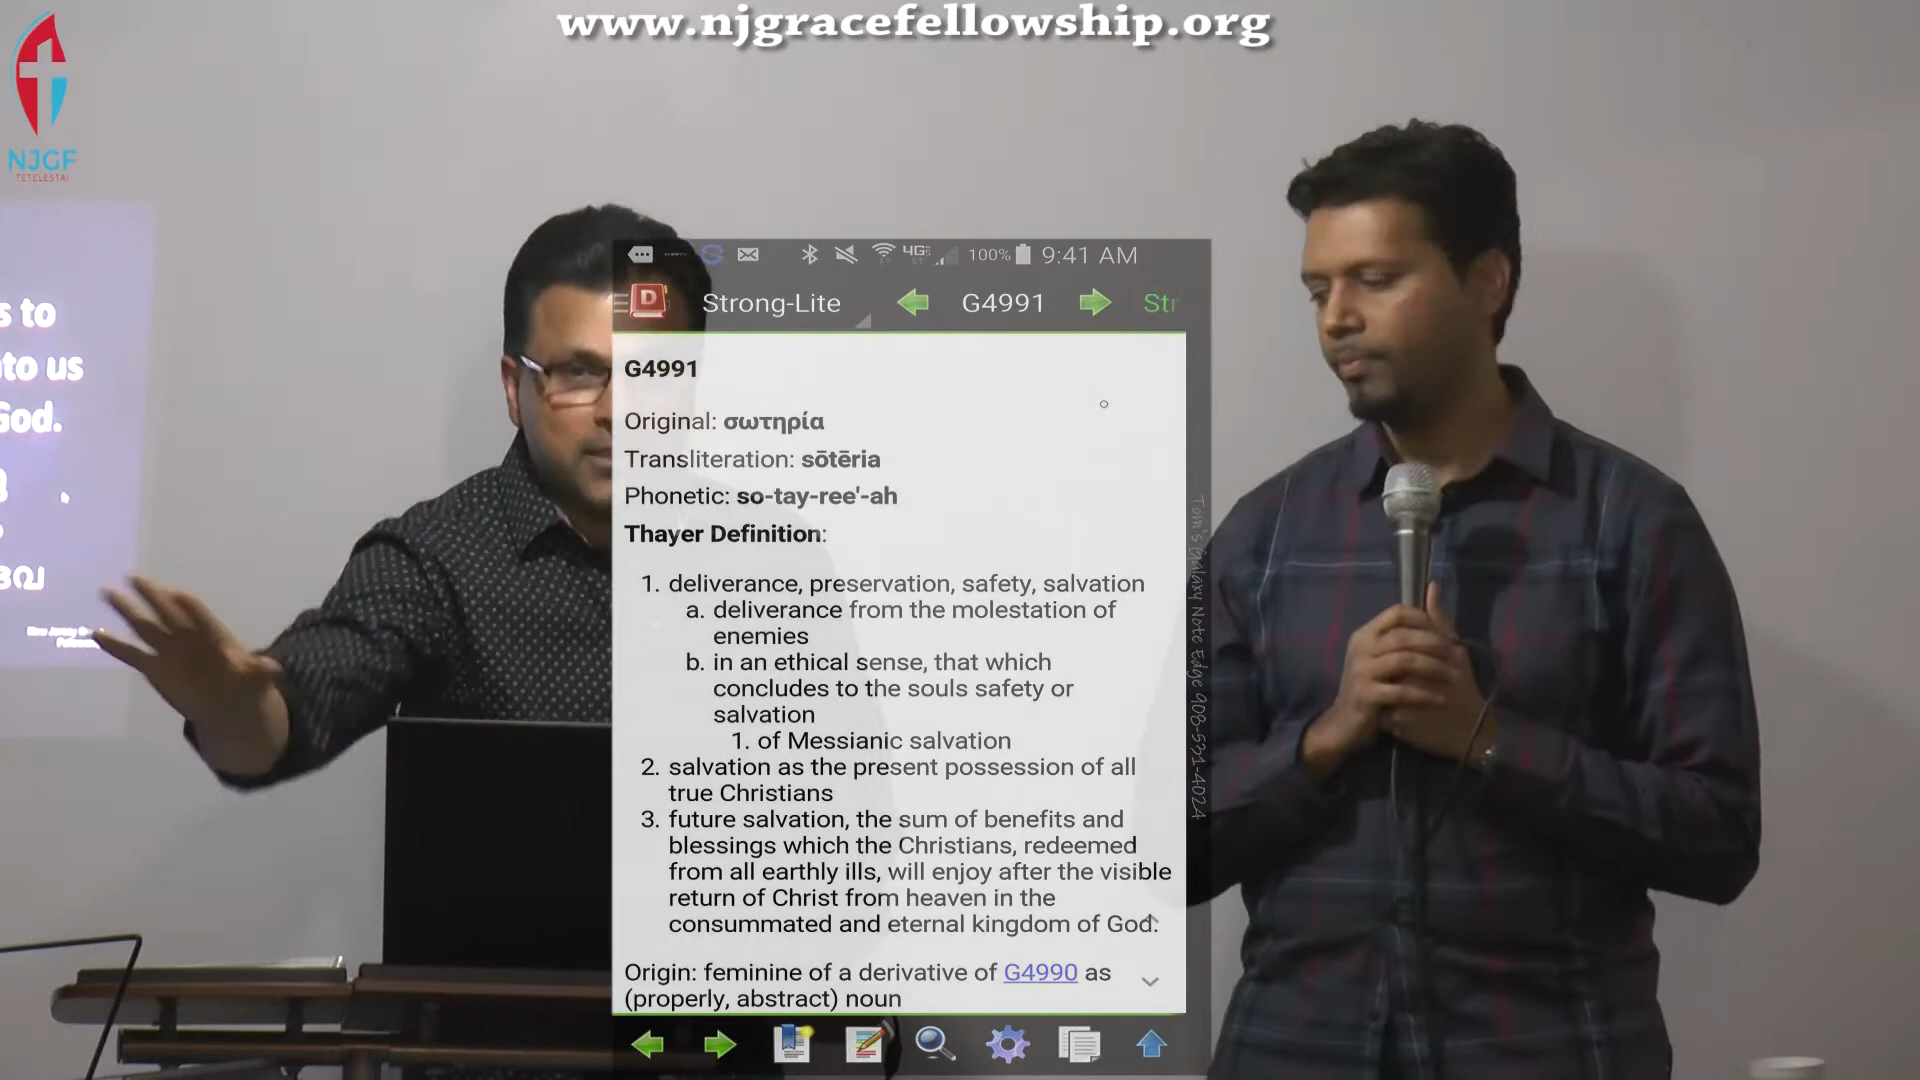 www.njgracefellowship.org
NJGF
TETELESTAI
s to
nto us
God.
ദവ
100% 9:41 AM
4G
Strong-Lite G4991 Str
G4991
Original: σωτηρία
Transliteration: sōtēria
Phonetic: so-tay-ree'-ah
Thayer Definition:
1. deliverance, preservation, safety, salvation
a. deliverance from the molestation of
enemies
b. in an ethical sense, that which
concludes to the souls safety or
salvation
1. of Messianic salvation
2. salvation as the present possession of all
true Christians
3. future salvation, the sum of benefits and
blessings which the Christians, redeemed
from all earthly ills, will enjoy after the visible
return of Christ from heaven in the
consummated and eternal kingdom of God.
Origin: feminine of a derivative of G4990 as
(properly, abstract) noun
Tom's Galaxy Note Edge 908-531-4024